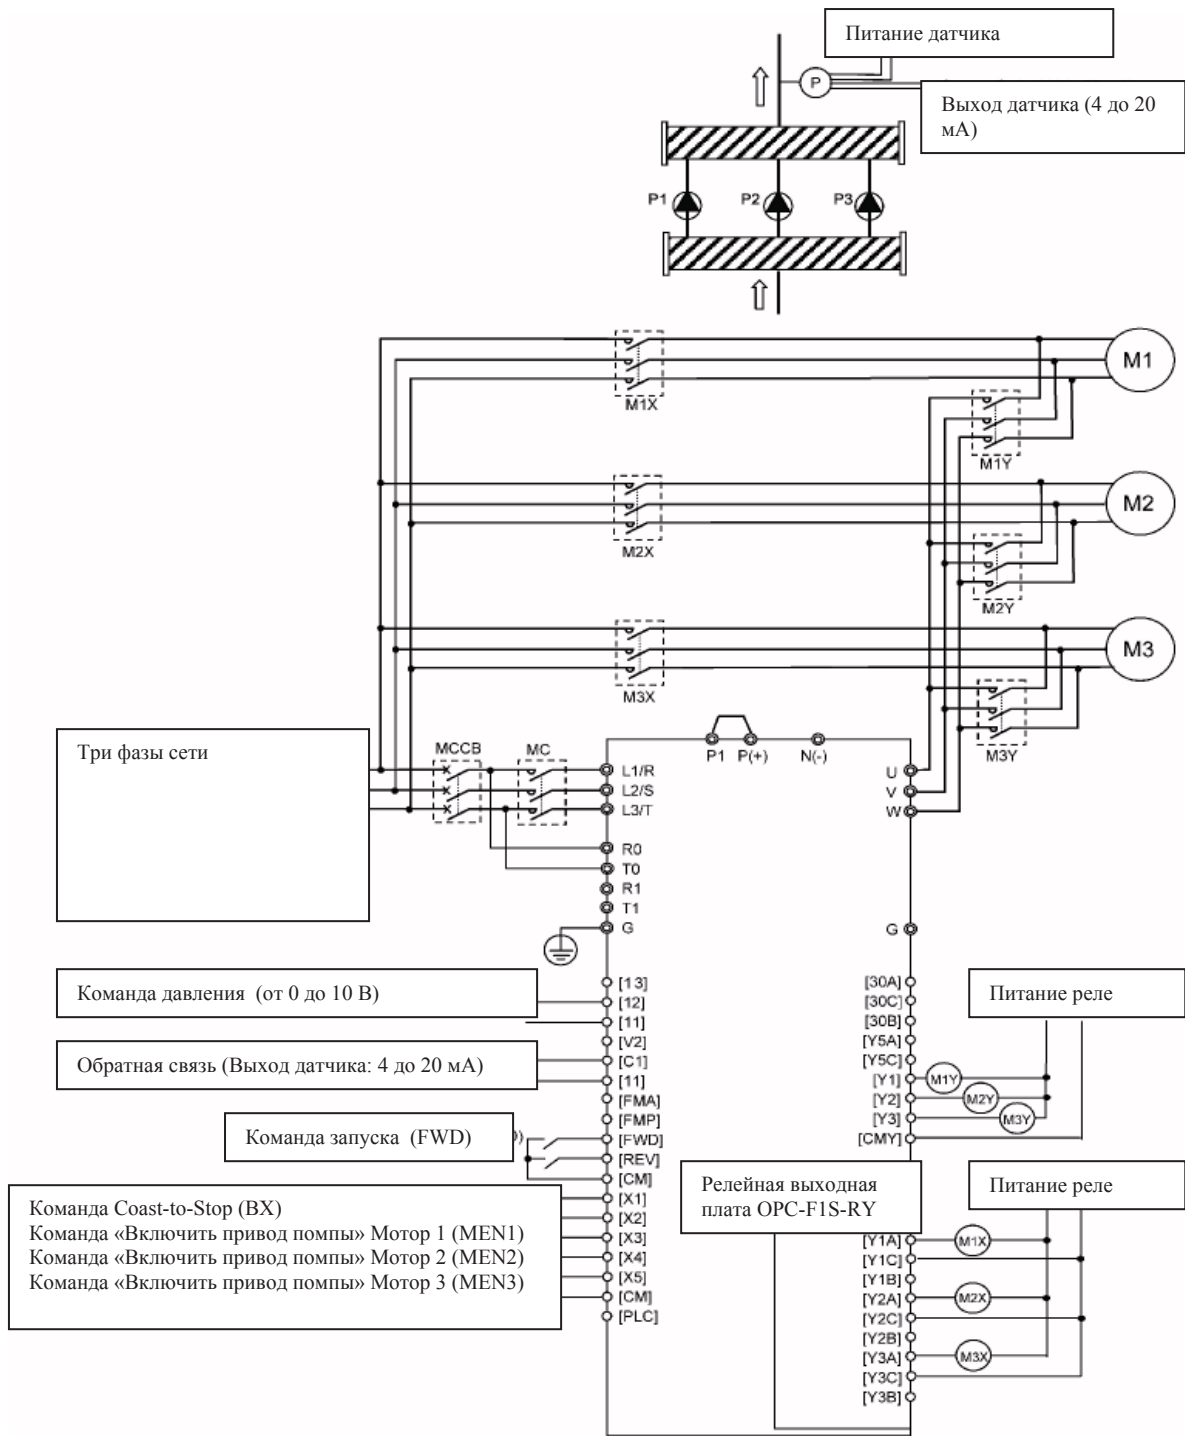 Питание датчика
P
Выход датчика (4 до 20
мА)
P1
P2
P3
M1
M1X
M1Y
M2
M2X
M2Y
M3
M3X
M3Y
Три фазы сети
MCCB
MC
P1
P(+)
N(-)
L1/R
L2/S
L3/T
U
V
W
R0
T0
R1
T1
G
G
Команда давления (от 0 до 10 В)
Обратная связь (Выход датчика: 4 до 20 мА)
Команда запуска (FWD)
[13]
[12]
[11]
[V2]
[C1]
[11]
[FMA]
[FMP]
[FWD]
[REV]
[CM]
[X1]
[X2]
[X3]
[X4]
[X5]
[CM]
[PLC]
Команда Coast-to-Stop (BX)
Команда «Включить привод помпы» Мотор 1 (MEN1)
Команда «Включить привод помпы» Мотор 2 (MEN2)
Команда «Включить привод помпы» Мотор 3 (MEN3)
[30A]
[30C]
[30B]
[Y5A]
[Y5C]
[Y1]
[Y2]
[Y3]
[CMY]
Питание реле
M1Y
M2Y
M3Y
Релейная выходная
плата OPC-F1S-RY
Питание реле
[Y1A]
[Y1C]
[Y1B]
[Y2A]
[Y2C]
[Y2B]
[Y3A]
[Y3C]
[Y3B]
M1X
M2X
M3X